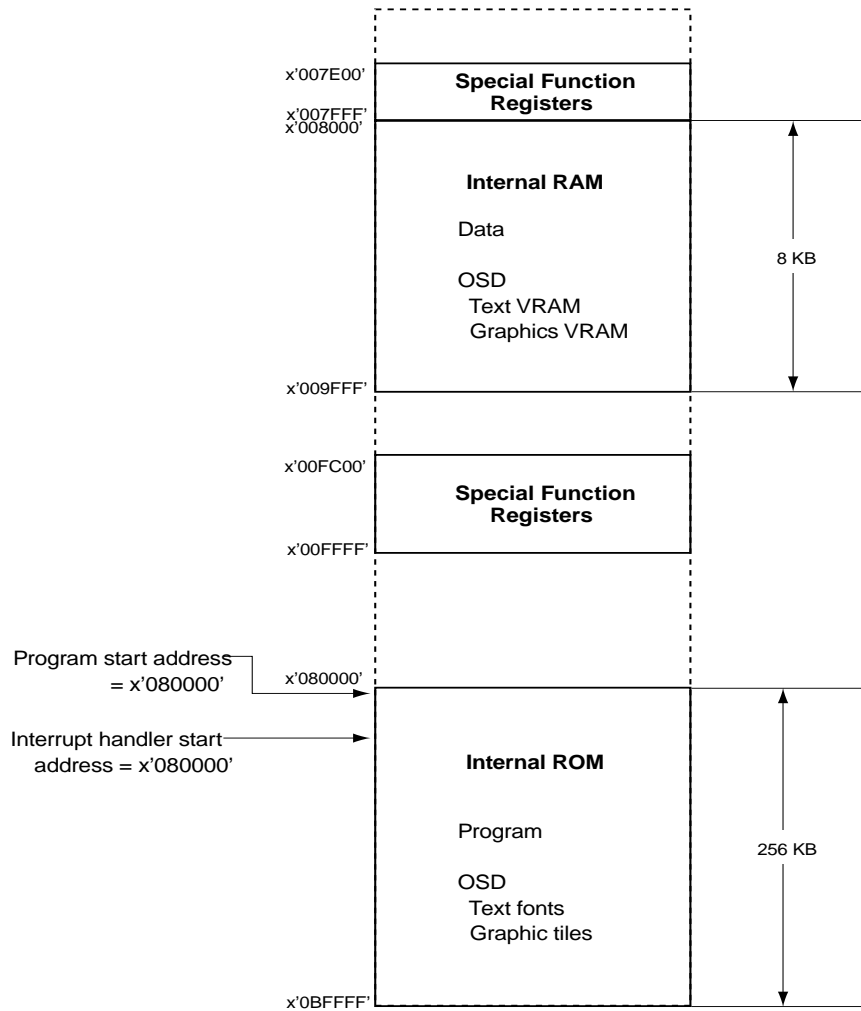 x’007E00’
Special Function
Registers
x’007FFF’
x’008000’
Internal RAM
Data
OSD
Text VRAM
Graphics VRAM
8 KB
x’009FFF’
x’00FC00’
Special Function
Registers
x’00FFFF’
Program start address
= x’080000’
x’080000’
Interrupt handler start
address = x’080000’
Internal ROM
Program
OSD
Text fonts
Graphic tiles
256 KB
x’0BFFFF’